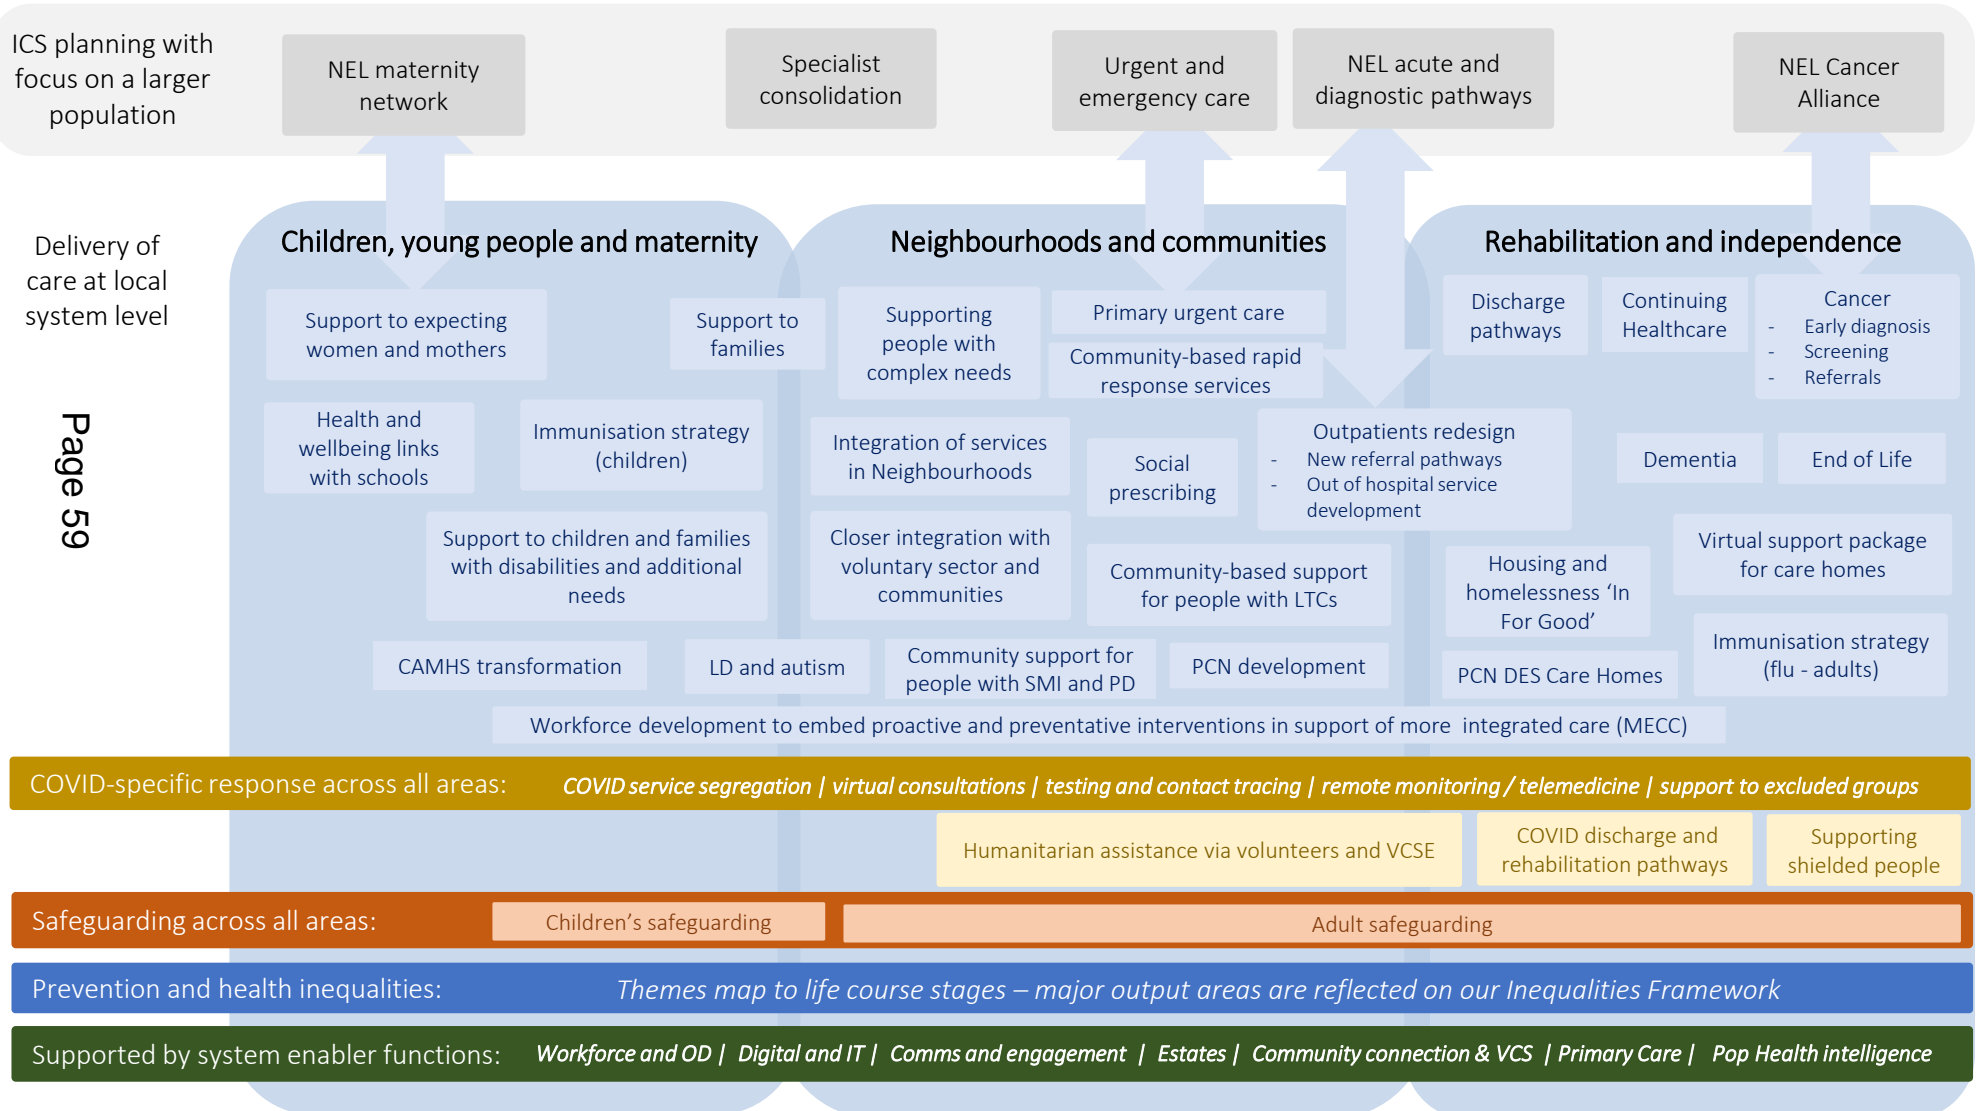 ICS planning with
focus on a larger
population
NEL maternity
network
Specialist
consolidation
Urgent and
emergency care
NEL acute and
diagnostic pathways
NEL Cancer
Alliance
Delivery of
care at local
system level
Page 59
Children, young people and maternity
Support to expecting
women and mothers
Support to
families
Health and
wellbeing links
with schools
Immunisation strategy
(children)
Support to children and families
with disabilities and additional
needs
CAMHS transformation
LD and autism
Neighbourhoods and communities
Supporting
people with
complex needs
Primary urgent care
Community-based rapid
response services
Integration of services
in Neighbourhoods
Social
prescribing
Outpatients redesign
- New referral pathways
- Out of hospital service
development
Closer integration with
voluntary sector and
communities
Community-based support
for people with LTCs
Community support for
people with SMI and PD
PCN development
Rehabilitation and independence
Discharge
pathways
Continuing
Healthcare
Cancer
- Early diagnosis
- Screening
- Referrals
Dementia
End of Life
Housing and
homelessness ‘In
For Good’
Virtual support package
for care homes
PCN DES Care Homes
Immunisation strategy
(flu - adults)
Workforce development to embed proactive and preventative interventions in support of more integrated care (MECC)
COVID-specific response across all areas: COVID service segregation | virtual consultations | testing and contact tracing | remote monitoring / telemedicine | support to excluded groups
Humanitarian assistance via volunteers and VCSE
COVID discharge and
rehabilitation pathways
Supporting
shielded people
Safeguarding across all areas: Children’s safeguarding Adult safeguarding
Prevention and health inequalities: Themes map to life course stages – major output areas are reflected on our Inequalities Framework
Supported by system enabler functions: Workforce and OD | Digital and IT | Comms and engagement | Estates | Community connection & VCS | Primary Care | Pop Health intelligence